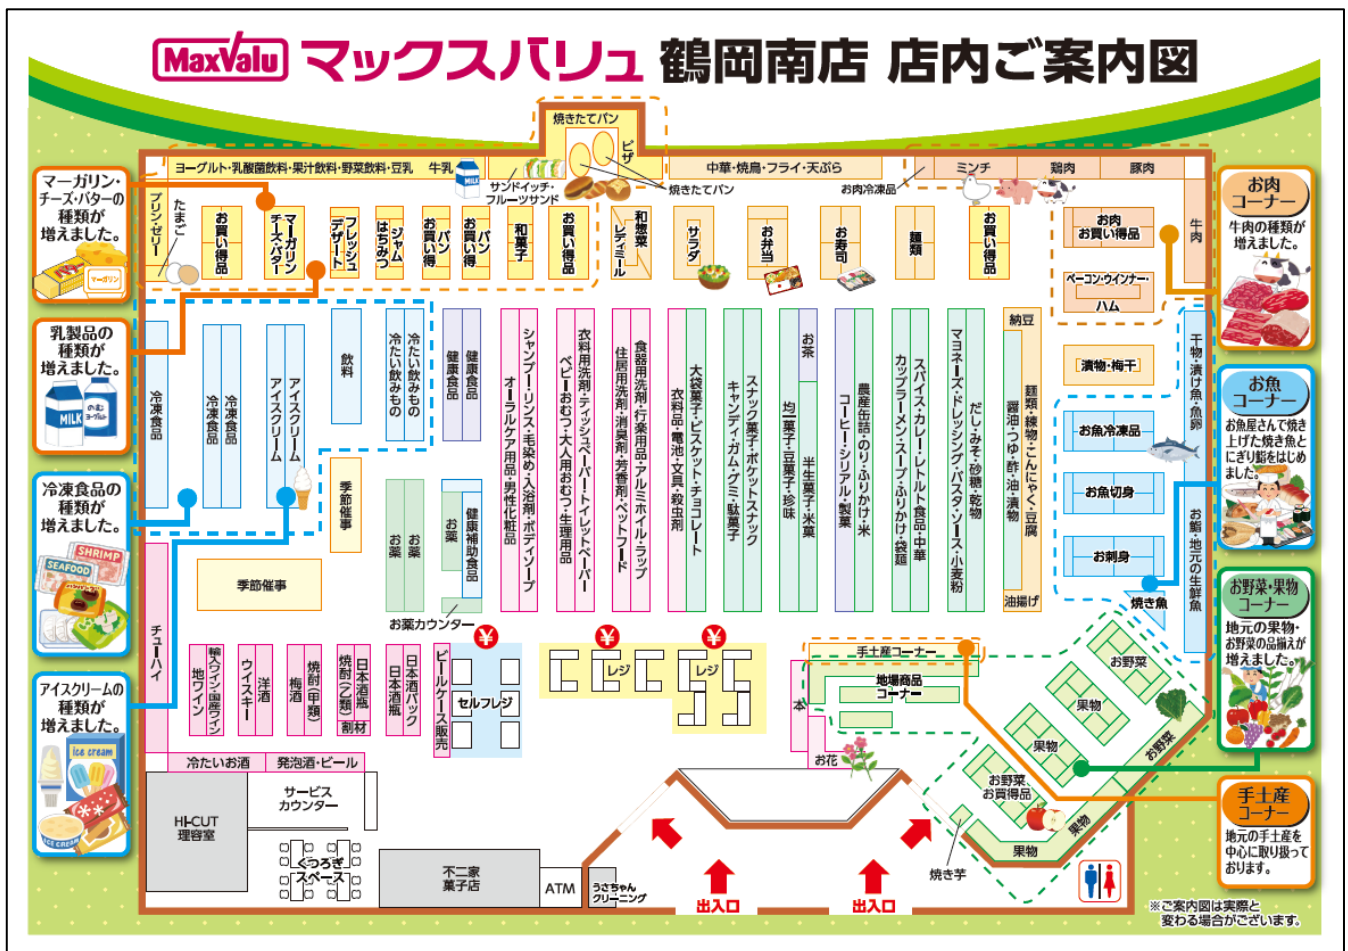 MaxValu マックスバリュ 鶴岡南店 店内ご案内図
マーガリン・
チーズ・バターの
種類が
増えました。
マーガリン
乳製品の
種類が
増えました。
MILK
のむ
ヨーグルト
冷凍食品の
種類が
増えました。
SHRIMP
SEAFOOD
アイスクリームの
種類が
増えました。
ice cream
ICE CREAM
焼きたてパン
ピザ
ヨーグルト・乳酸菌飲料・果汁飲料・野菜飲料・豆乳 牛乳
MILK
サンドイッチ・
フルーツサンド
焼きたてパン
中華・焼鳥・フライ・天ぷら
お肉冷凍品
ミンチ
鶏肉
豚肉
牛肉
プリン・ゼリー
たまご
お買い得品
マーガリン
チーズ・バター
フレッシュ
デザート
ジャム
はちみつ
パン
お買い得
パン
お買い得
和菓子
お買い得品
和惣菜
レディミール
サラダ
お弁当
お寿司
麺類
お買い得品
お肉
お買い得品
ベーコン・ウインナー・
ハム
漬物・梅干
お魚冷凍品
お魚切身
お刺身
焼き魚
干物・漬け魚・魚卵
お鮨・地元の生鮮魚
冷凍食品
冷凍食品
冷凍食品
アイスクリーム
アイスクリーム
飲料
冷たい飲みもの
冷たい飲みもの
健康食品
健康食品
季節催事
季節催事
お薬
お薬
お薬
健康補助食品
お薬カウンター
シャンプー・リンス・毛染め・入浴剤・ボディソープ
オーラルケア用品・男性化粧品
衣料用洗剤・ティッシュペーパー・トイレットペーパー
ベビーおむつ・大人用おむつ・生理用品
食器用洗剤・行楽用品・アルミホイル・ラップ
住居用洗剤・消臭剤・芳香剤・ペットフード
大袋菓子・ビスケット・チョコレート
衣料品・電池・文具・殺虫剤
スナック菓子・ポケットスナック
キャンディ・ガム・グミ・駄菓子
お茶
半生菓子・米菓
均一菓子・豆菓子・珍味
農産缶詰・のり・ふりかけ・米
コーヒー・シリアル・製菓
スパイス・カレー・レトルト食品・中華
カップラーメン・スープ・ふりかけ・袋麺
だし・みそ・砂糖・乾物
マヨネーズ・ドレッシング・パスタ・ソース・小麦粉
納豆
麺類・練物・こんにゃく・豆腐
醤油・つゆ・酢・油・漬物
油揚げ
チューハイ
輸入ワイン・国産ワイン
地ワイン
洋酒
ウイスキー
焼酎(甲類)
梅酒
日本酒瓶
焼酎(乙類)
割材
日本酒パック
日本酒瓶
ビールケース販売
¥
セルフレジ
¥
レジ
¥
レジ
手土産コーナー
地場商品
コーナー
本
お花
お野菜
果物
果物
お野菜
お買得品
お野菜
果物
果物
焼き芋
冷たいお酒
発泡酒・ビール
HI-CUT
理容室
サービス
カウンター
くつろぎ
スペース
不二家
菓子店
ATM
うさちゃん
クリーニング
出入口
出入口
お肉
コーナー
牛肉の種類が
増えました。
お魚
コーナー
お魚屋さんで焼き
上げた焼き魚と
にぎり鮨をはじめ
ました。
お野菜・果物
コーナー
地元の果物・
お野菜の品揃えが
増えました。
手土産
コーナー
地元の手土産を
中心に取り扱って
おります。
※ご案内図は実際と
変わる場合がございます。